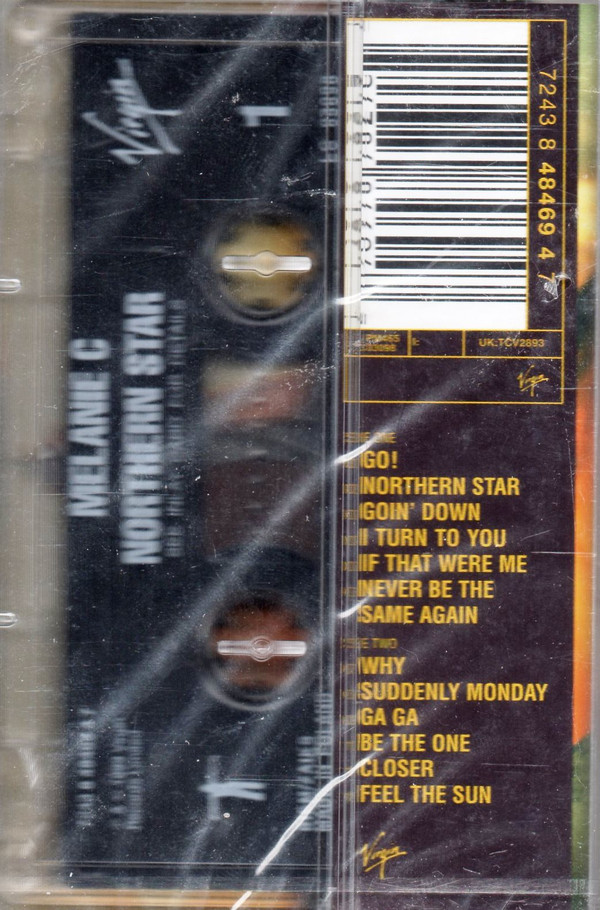 Virgin
1
MELANIE C
NORTHERN STAR
7243 8 48469 4 7
UK:TCV2893
Virgin
SIDE ONE
GO!
NORTHERN STAR
GOIN' DOWN
I TURN TO YOU
IF THAT WERE ME
NEVER BE THE
SAME AGAIN
SIDE TWO
WHY
SUDDENLY MONDAY
GA GA
BE THE ONE
CLOSER
FEEL THE SUN
Virgin